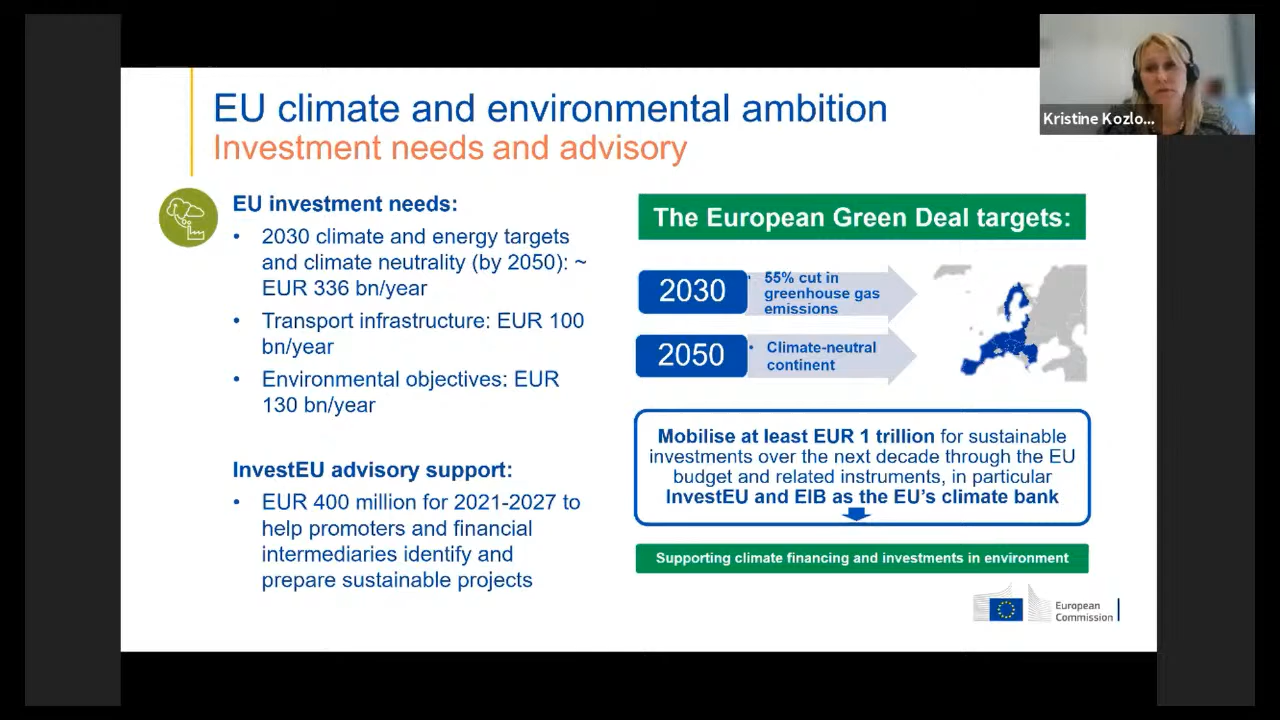 EU climate and environmental ambition
Investment needs and advisory
Kristine Kozlo...
EU investment needs:
• 2030 climate and energy targets
and climate neutrality (by 2050): ~
EUR 336 bn/year
• Transport infrastructure: EUR 100
bn/year
• Environmental objectives: EUR
130 bn/year
InvestEU advisory support:
• EUR 400 million for 2021-2027 to
help promoters and financial
intermediaries identify and
prepare sustainable projects
The European Green Deal targets:
2030
• 55% cut in
greenhouse gas
emissions
2050
• Climate-neutral
continent
Mobilise at least EUR 1 trillion for sustainable
investments over the next decade through the EU
budget and related instruments, in particular
InvestEU and EIB as the EU's climate bank
Supporting climate financing and investments in environment
European
Commission